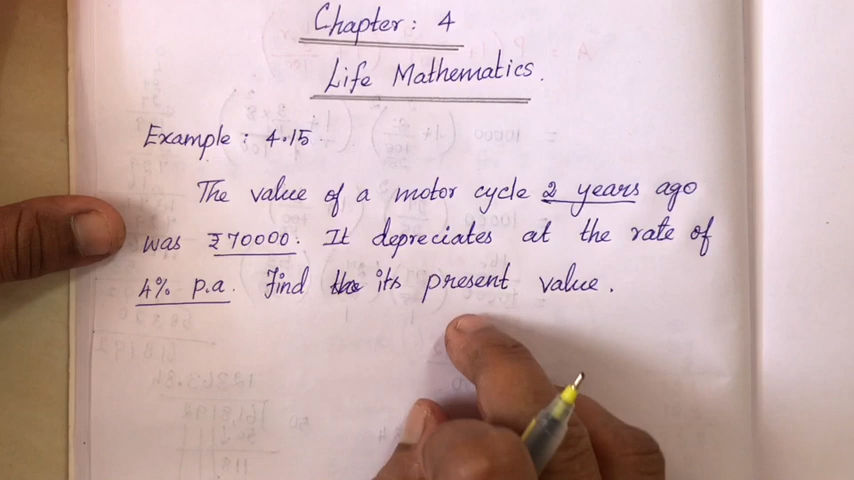 Chapter: 4
Life Mathematics.
Example: 4.15.
The value of a motor cycle 2 years ago
was ₹70000. It depreciates at the rate of
4% p.a. Find the its present value.